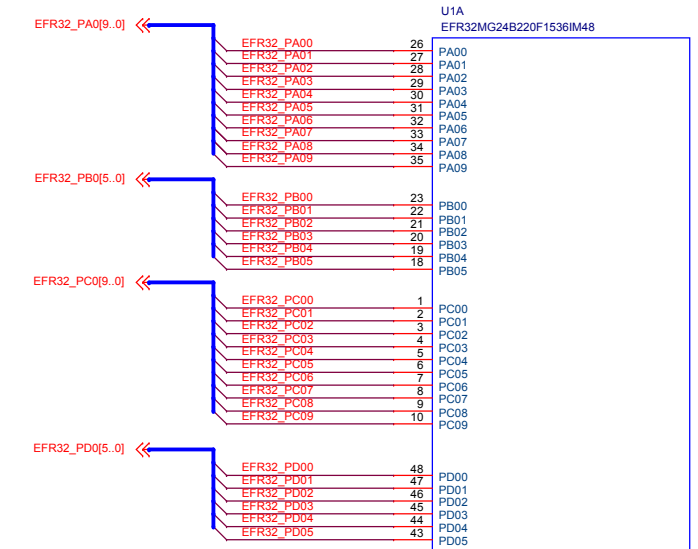 U1A
EFR32MG24B220F1536IM48
EFR32_PA0[9..0]
EFR32_PA00 26 PA00
EFR32_PA01 27 PA01
EFR32_PA02 28 PA02
EFR32_PA03 29 PA03
EFR32_PA04 30 PA04
EFR32_PA05 31 PA05
EFR32_PA06 32 PA06
EFR32_PA07 33 PA07
EFR32_PA08 34 PA08
EFR32_PA09 35 PA09
EFR32_PB0[5..0]
EFR32_PB00 23 PB00
EFR32_PB01 22 PB01
EFR32_PB02 21 PB02
EFR32_PB03 20 PB03
EFR32_PB04 19 PB04
EFR32_PB05 18 PB05
EFR32_PC0[9..0]
EFR32_PC00 1 PC00
EFR32_PC01 2 PC01
EFR32_PC02 3 PC02
EFR32_PC03 4 PC03
EFR32_PC04 5 PC04
EFR32_PC05 6 PC05
EFR32_PC06 7 PC06
EFR32_PC07 8 PC07
EFR32_PC08 9 PC08
EFR32_PC09 10 PC09
EFR32_PD0[5..0]
EFR32_PD00 48 PD00
EFR32_PD01 47 PD01
EFR32_PD02 46 PD02
EFR32_PD03 45 PD03
EFR32_PD04 44 PD04
EFR32_PD05 43 PD05